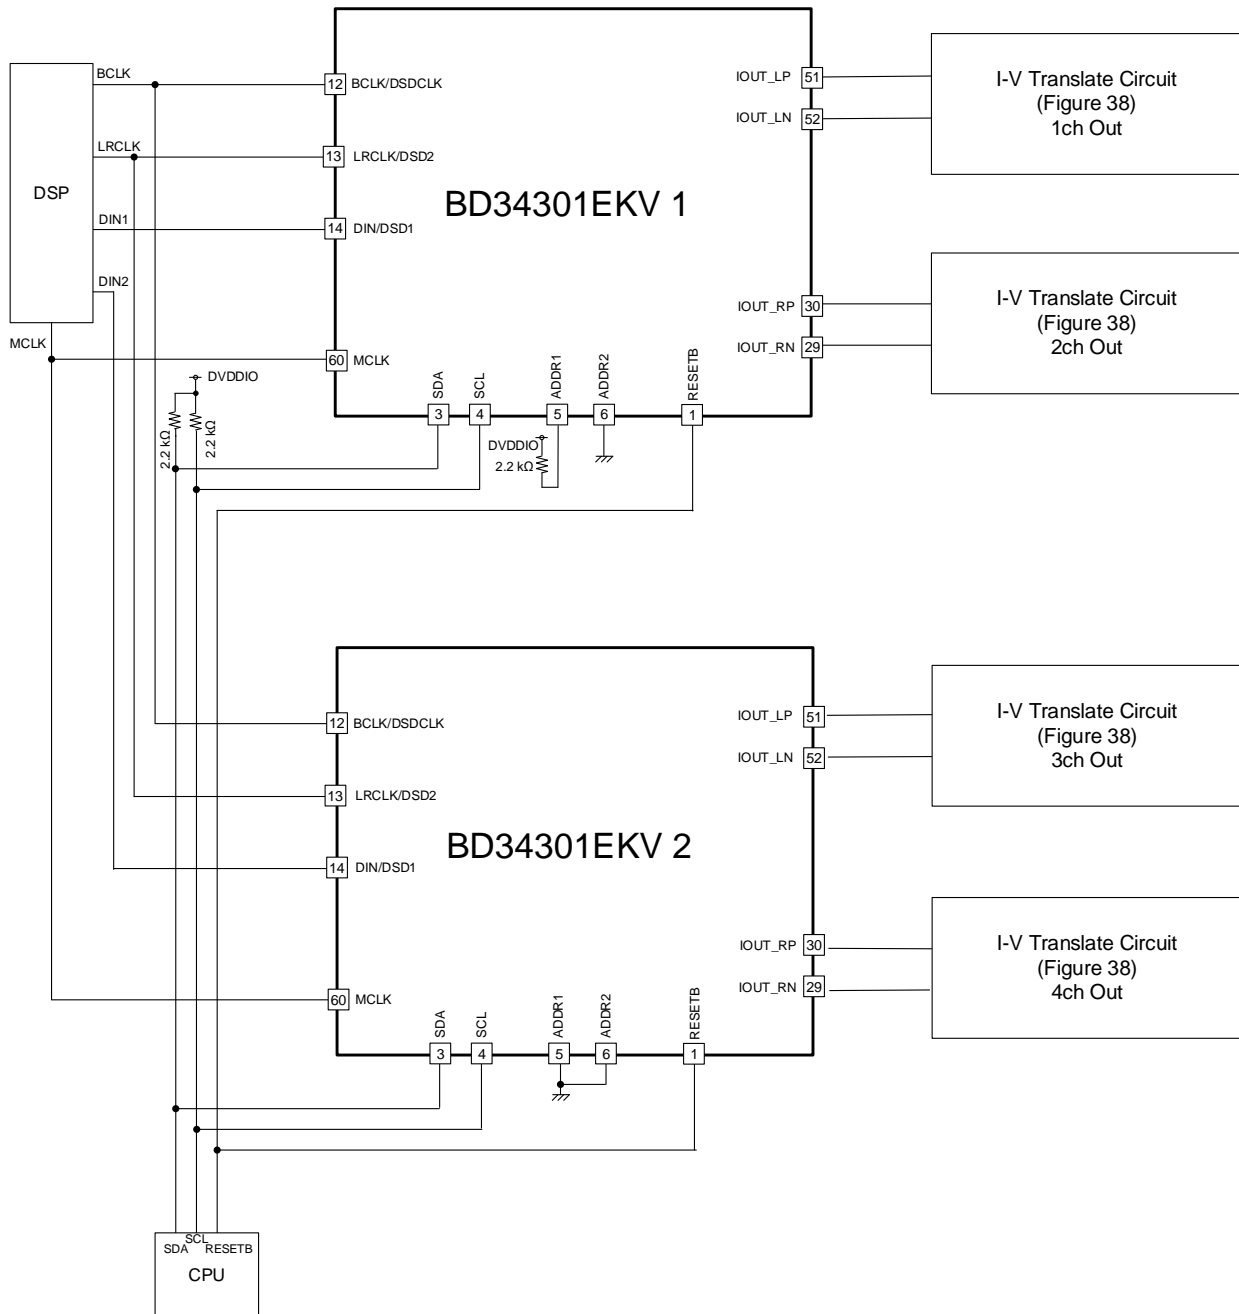 BCLK
LRCLK
DSP
DIN1
DIN2
MCLK
12 BCLK/DSDCLK
13 LRCLK/DSD2
14 DIN/DSD1
60 MCLK
BD34301EKV 1
IOUT_LP 51
IOUT_LN 52
IOUT_RP 30
IOUT_RN 29
SDA
SCL
ADDR1
ADDR2
RESETB
3
4
5
6
1
I-V Translate Circuit
(Figure 38)
1ch Out
I-V Translate Circuit
(Figure 38)
2ch Out
DVDDIO
2.2 kΩ
2.2 kΩ
DVDDIO
2.2 kΩ
12 BCLK/DSDCLK
13 LRCLK/DSD2
14 DIN/DSD1
60 MCLK
BD34301EKV 2
IOUT_LP 51
IOUT_LN 52
IOUT_RP 30
IOUT_RN 29
SDA
SCL
ADDR1
ADDR2
RESETB
3
4
5
6
1
I-V Translate Circuit
(Figure 38)
3ch Out
I-V Translate Circuit
(Figure 38)
4ch Out
SDA
SCL
RESETB
CPU